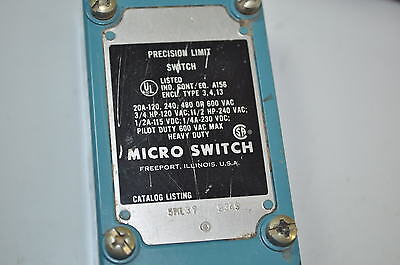 PRECISION LIMIT
SWITCH
UL
LISTED
IND. CONT/EQ. A156
ENCL. TYPE 3,4,13
20A-120, 240, 480 OR 600 VAC
3/4 HP-120 VAC; 1 1/2 HP-240 VAC;
1/2A-115 VDC; 1/4A-230 VDC;
PILOT DUTY 600 VAC MAX
HEAVY DUTY
MICRO SWITCH
FREEPORT, ILLINOIS, U.S.A.
CATALOG LISTING